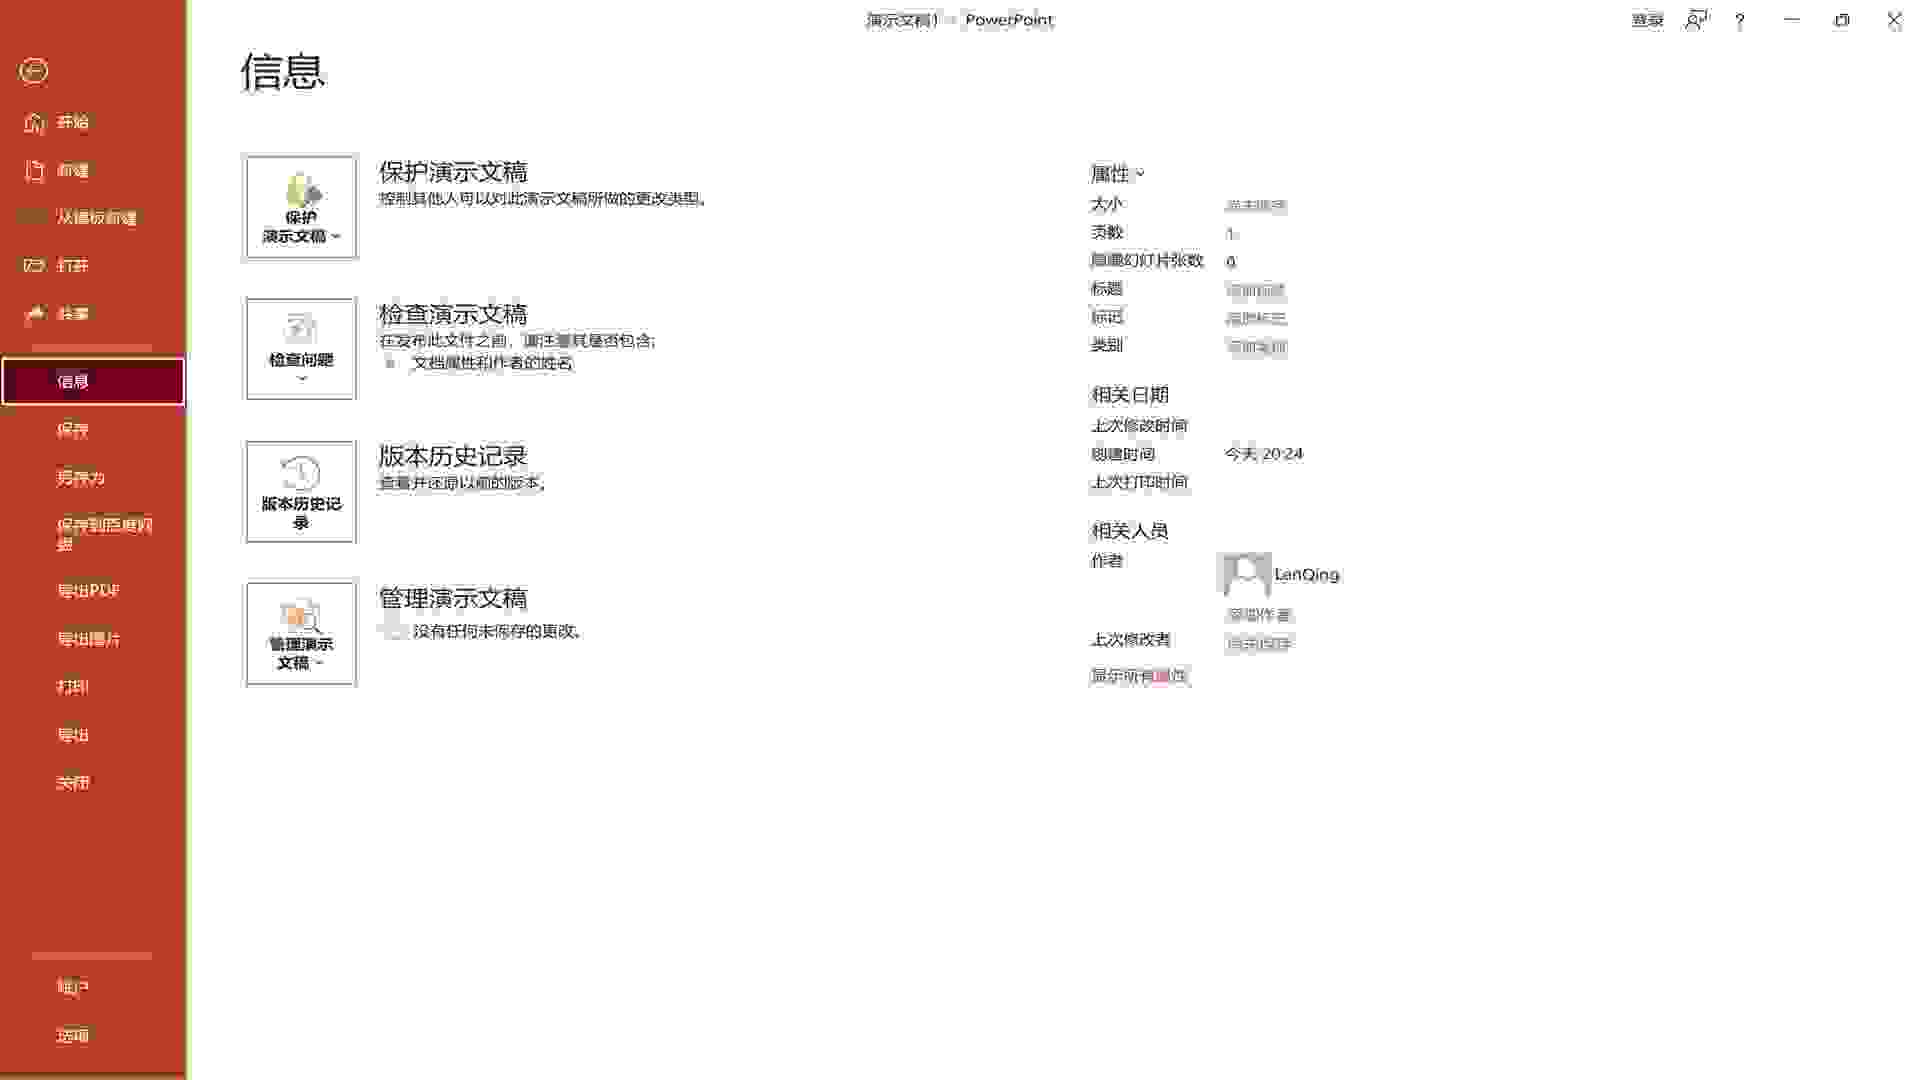 演示文稿1 - PowerPoint
登录
?
信息
开始
新建
从模板新建
打开
共享
信息
保存
另存为
保存到百度网
盘
导出PDF
导出图片
打印
导出
关闭
账户
选项
保护
演示文稿
保护演示文稿
控制其他人可以对此演示文稿所做的更改类型。
检查问题
检查演示文稿
在发布此文件之前，请注意其是否包含:
文档属性和作者的姓名
版本历史记
录
版本历史记录
查看并还原以前的版本。
管理演示
文稿
管理演示文稿
没有任何未保存的更改。
属性
大小 尚未保存
页数 1
隐藏幻灯片张数 0
标题 添加标题
标记 添加标记
类别 添加类别
相关日期
上次修改时间
创建时间 今天 20:24
上次打印时间
相关人员
作者 LenQing
添加作者
上次修改者 尚未保存
显示所有属性